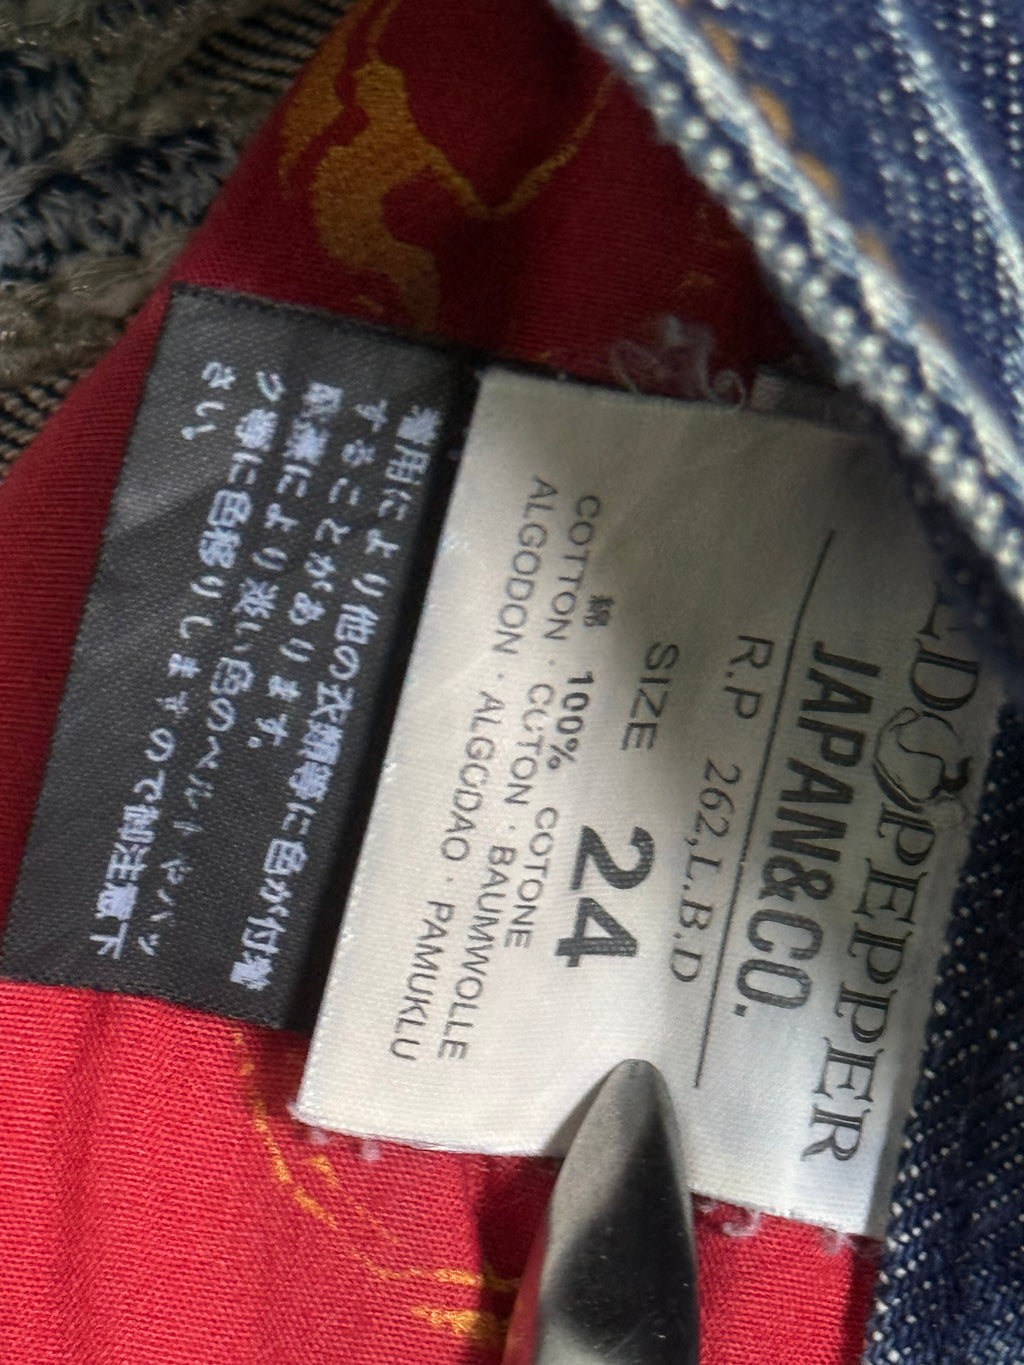 ED PEPPER
JAPAN&CO.
R.P 262,L.B.D
SIZE 24
綿 100% COTONE
COTTON · COTON · BAUMWOLLE
ALGODON · ALGODAO · PAMUKLU
着用により他の衣類等に色が付着
することがあります。
乾湿により淡い色のベルトやバッ
グ等に色移りしますので御注意下
さい